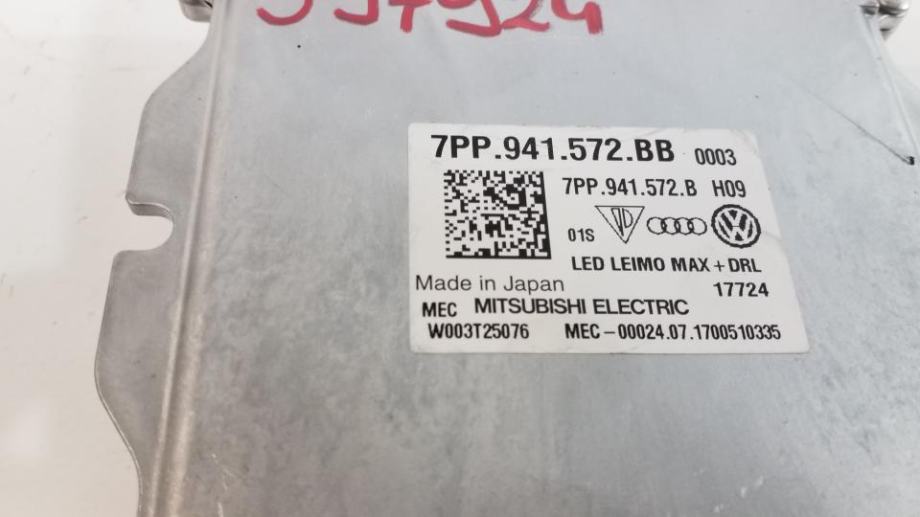 7PP.941.572.BB 0003
7PP.941.572.B H09
01S
LED LEIMO MAX+DRL
Made in Japan 17724
MEC MITSUBISHI ELECTRIC
W003T25076 MEC-00024.07.1700510335